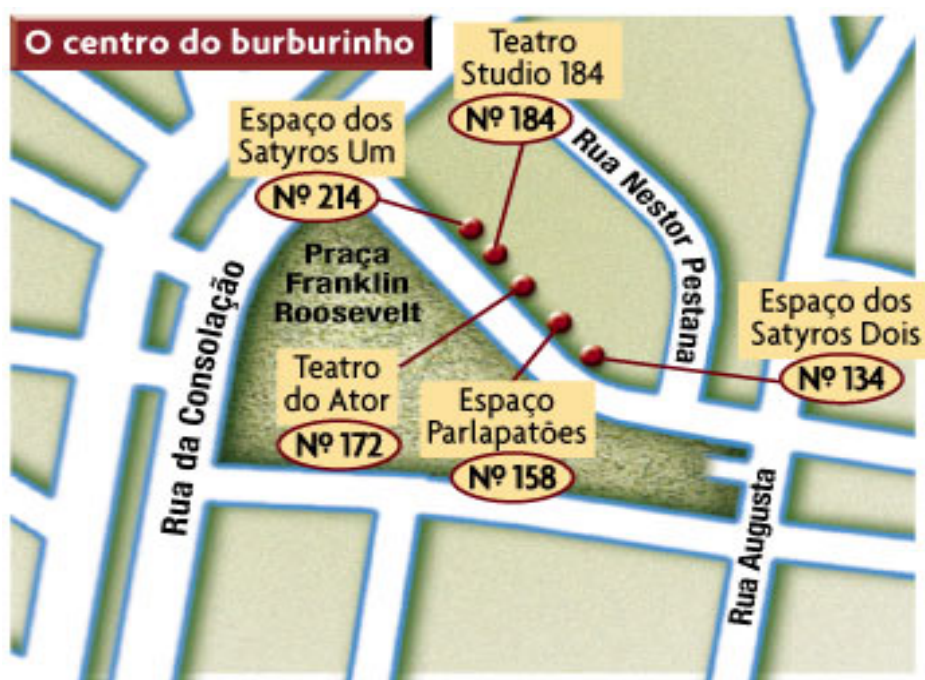 O centro do burburinho
Teatro
Studio 184
Nº 184
Espaço dos
Satyros Um
Nº 214
Rua Nestor Pestana
Praça
Franklin
Roosevelt
Rua da Consolação
Espaço dos
Satyros Dois
Nº 134
Teatro
do Ator
Nº 172
Espaço
Parlapatões
Nº 158
Rua Augusta